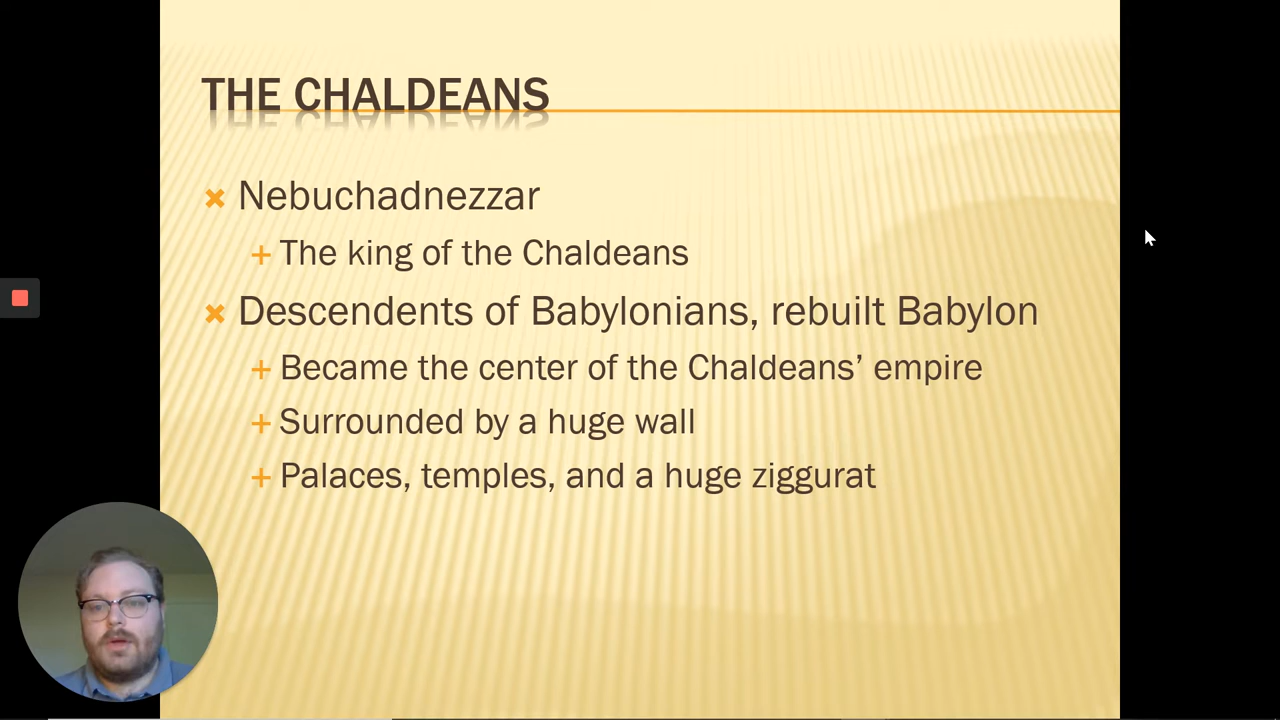 THE CHALDEANS
Nebuchadnezzar
The king of the Chaldeans
Descendents of Babylonians, rebuilt Babylon
Became the center of the Chaldeans’ empire
Surrounded by a huge wall
Palaces, temples, and a huge ziggurat